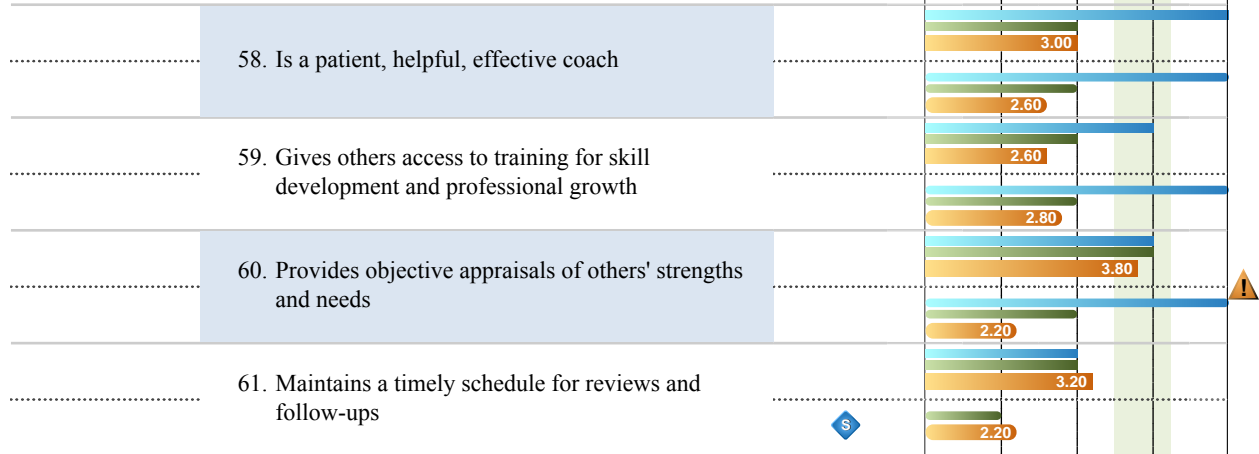 58. Is a patient, helpful, effective coach
3.00
2.60
59. Gives others access to training for skill
development and professional growth
2.60
2.80
60. Provides objective appraisals of others' strengths
and needs
3.80
!
2.20
61. Maintains a timely schedule for reviews and
follow-ups
3.20
S
2.20